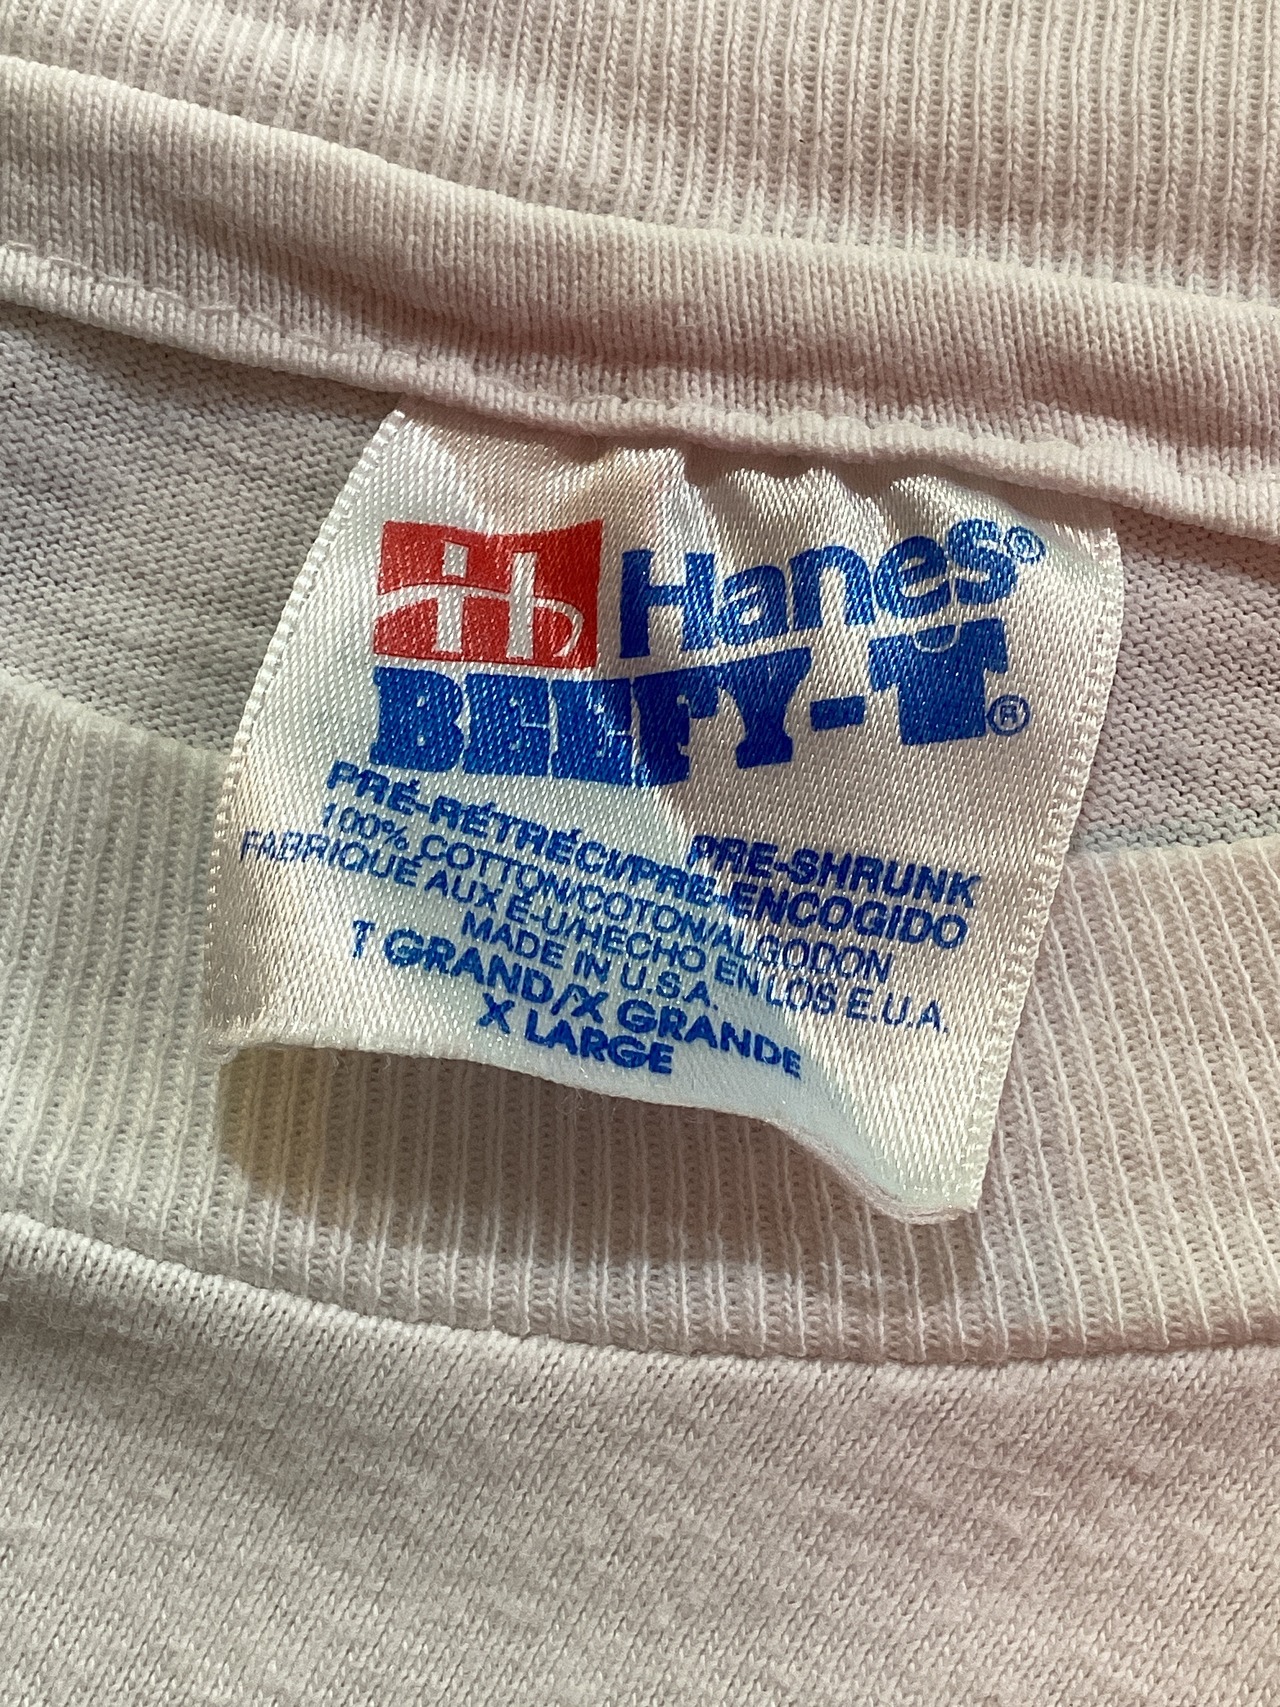 Hanes®
BEEFY-T®
PRE-SHRUNK
PRÉ-RÉTRÉCI/PRE-ENCOGIDO
100% COTTON/COTON/ALGODON
FABRIQUÉ AUX É-U/HECHO EN LOS E.U.A.
MADE IN U.S.A.
T GRAND/X GRANDE
X LARGE